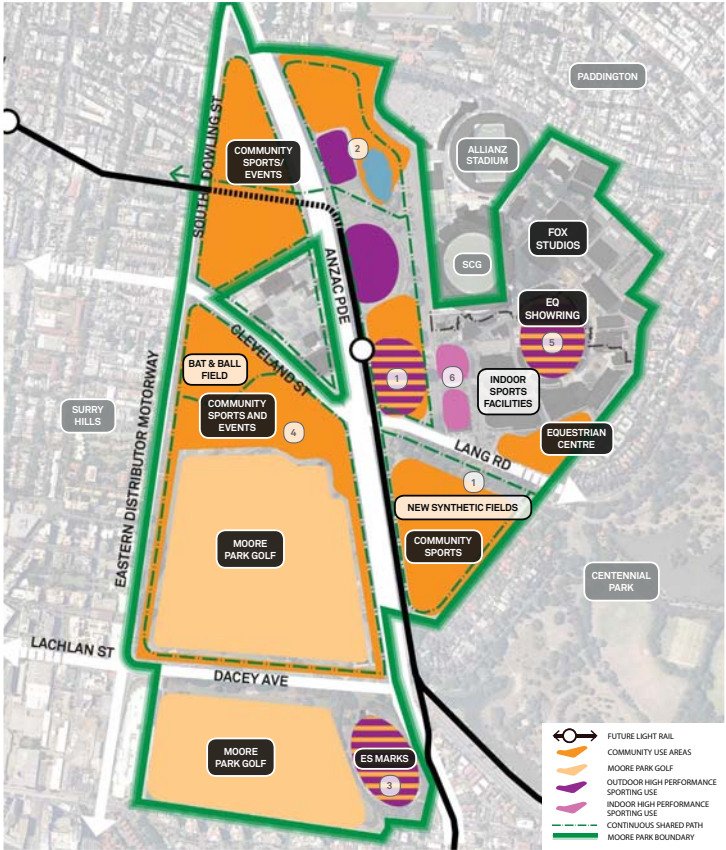 PADDINGTON
SOUTH DOWLING ST
COMMUNITY
SPORTS/
EVENTS
2
ALLIANZ
STADIUM
FOX
STUDIOS
ANZAC PDE
SCG
EQ
SHOWRING
5
CLEVELAND ST
BAT & BALL
FIELD
1
6
INDOOR
SPORTS
FACILITIES
SURRY
HILLS
EASTERN DISTRIBUTOR MOTORWAY
COMMUNITY
SPORTS AND
EVENTS
4
LANG RD
EQUESTRIAN
CENTRE
1
NEW SYNTHETIC FIELDS
MOORE
PARK GOLF
COMMUNITY
SPORTS
CENTENNIAL
PARK
LACHLAN ST
DACEY AVE
MOORE
PARK GOLF
ES MARKS
3
FUTURE LIGHT RAIL
COMMUNITY USE AREAS
MOORE PARK GOLF
OUTDOOR HIGH PERFORMANCE
SPORTING USE
INDOOR HIGH PERFORMANCE
SPORTING USE
CONTINUOUS SHARED PATH
MOORE PARK BOUNDARY